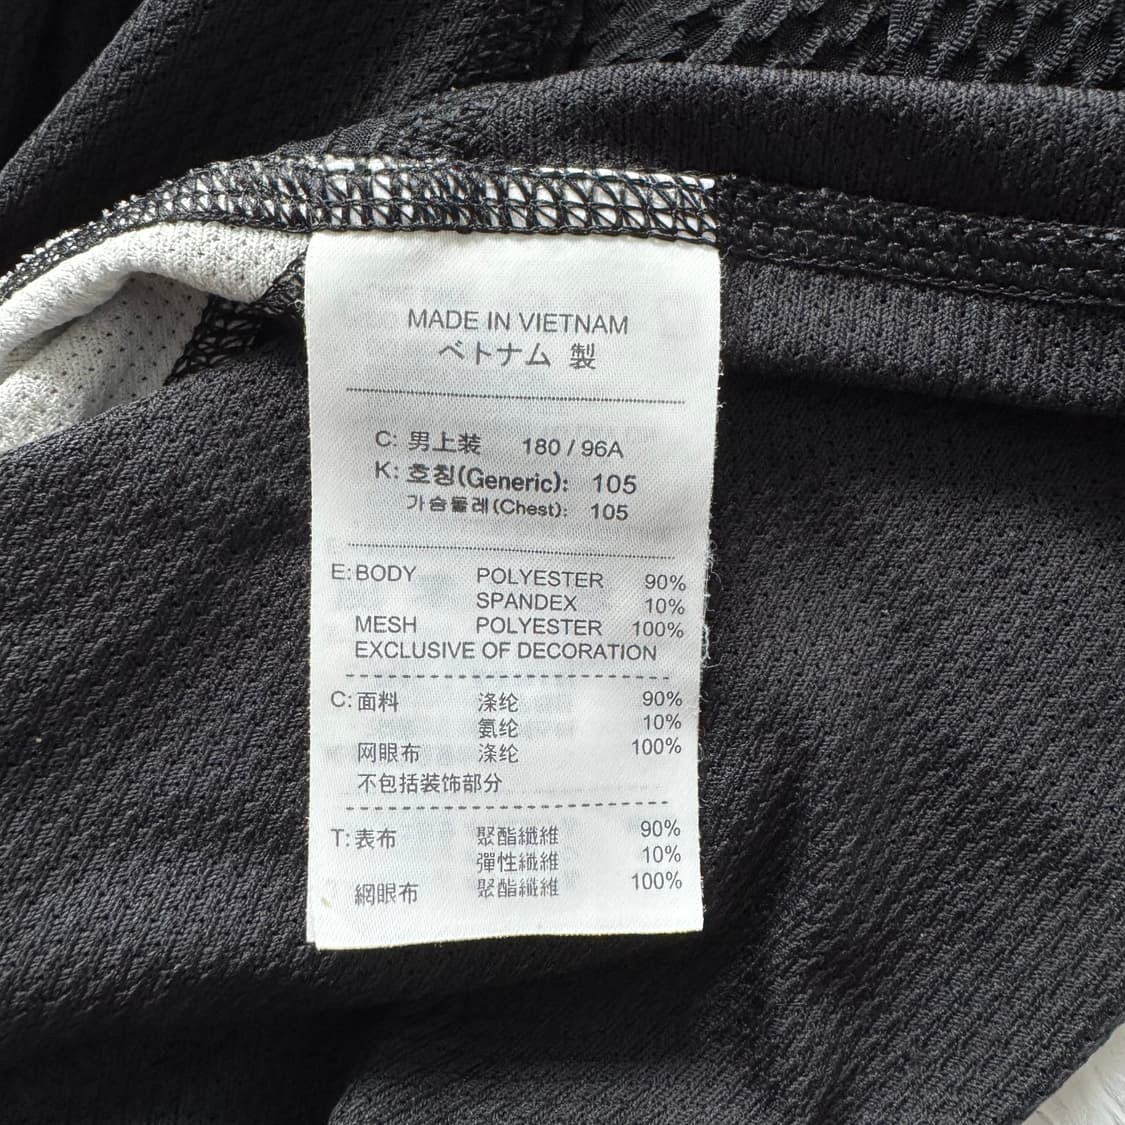 MADE IN VIETNAM
ベトナム 製
C: 男上装 180 / 96A
K: 호칭(Generic): 105
가슴둘레(Chest): 105
E: BODY POLYESTER 90%
SPANDEX 10%
MESH POLYESTER 100%
EXCLUSIVE OF DECORATION
C: 面料 涤纶 90%
氨纶 10%
网眼布 涤纶 100%
不包括装饰部分
T: 表布 聚酯纖維 90%
彈性纖維 10%
網眼布 聚酯纖維 100%